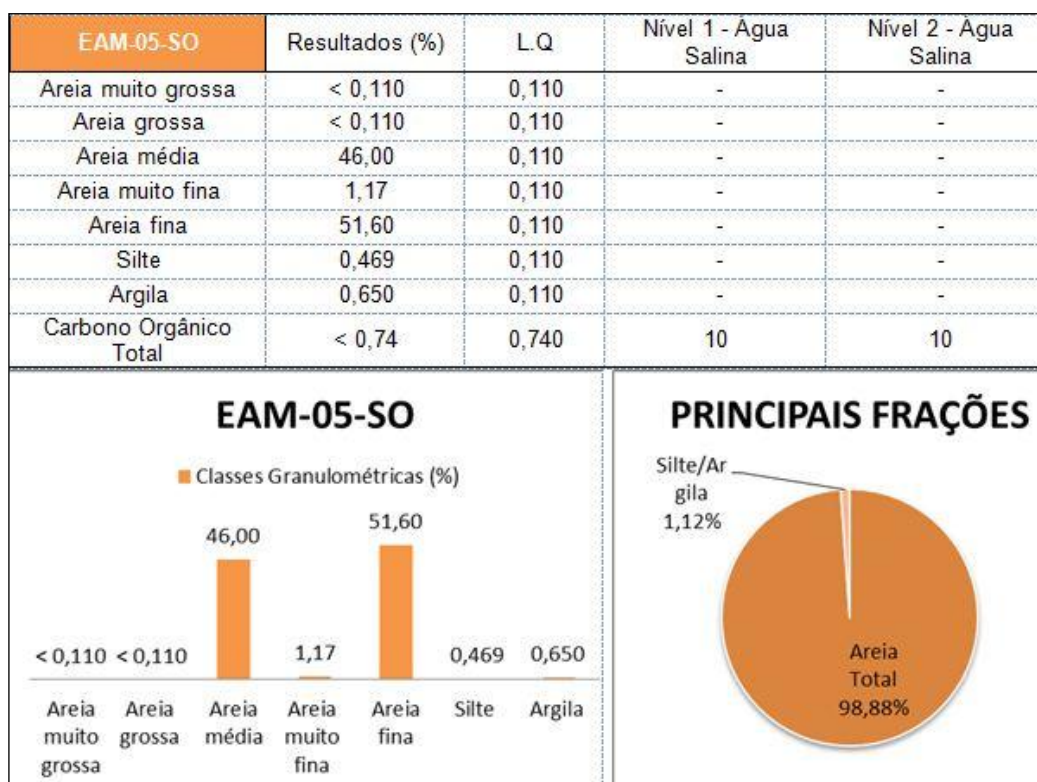 EAM-05-SO Resultados (%) L.Q Nível 1 - Água Salina Nível 2 - Água Salina
Areia muito grossa < 0,110 0,110 - -
Areia grossa < 0,110 0,110 - -
Areia média 46,00 0,110 - -
Areia muito fina 1,17 0,110 - -
Areia fina 51,60 0,110 - -
Silte 0,469 0,110 - -
Argila 0,650 0,110 - -
Carbono Orgânico Total < 0,74 0,740 10 10
EAM-05-SO
Classes Granulométricas (%)
< 0,110 < 0,110 46,00 1,17 51,60 0,469 0,650
Areia muito grossa
Areia grossa
Areia média
Areia muito fina
Areia fina
Silte
Argila
PRINCIPAIS FRAÇÕES
Silte/Ar
gila
1,12%
Areia
Total
98,88%